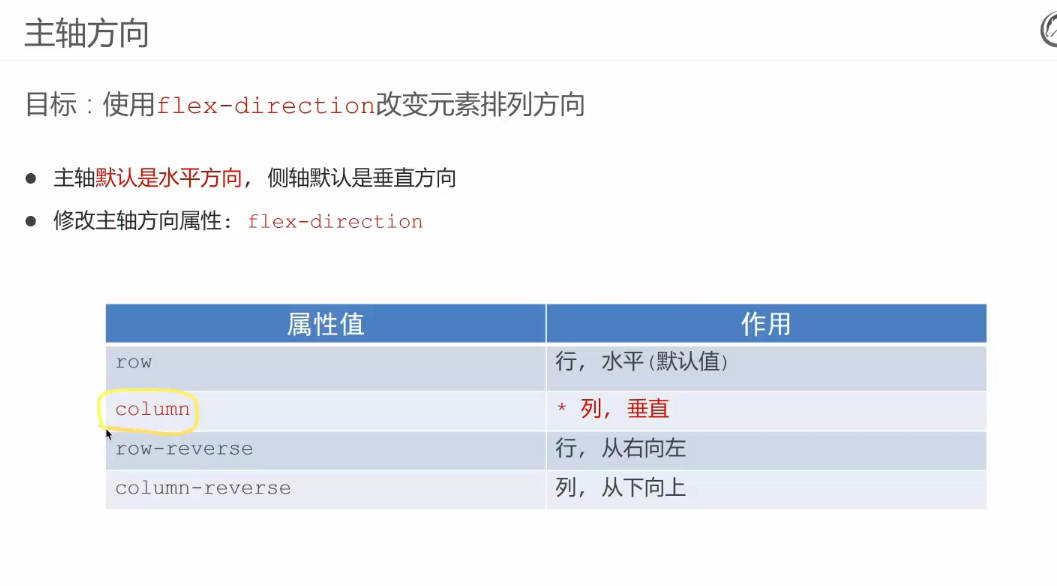 主轴方向
目标：使用flex-direction改变元素排列方向
● 主轴默认是水平方向, 侧轴默认是垂直方向
● 修改主轴方向属性: flex-direction
属性值 作用
row 行, 水平(默认值)
column * 列, 垂直
row-reverse 行, 从右向左
column-reverse 列, 从下向上